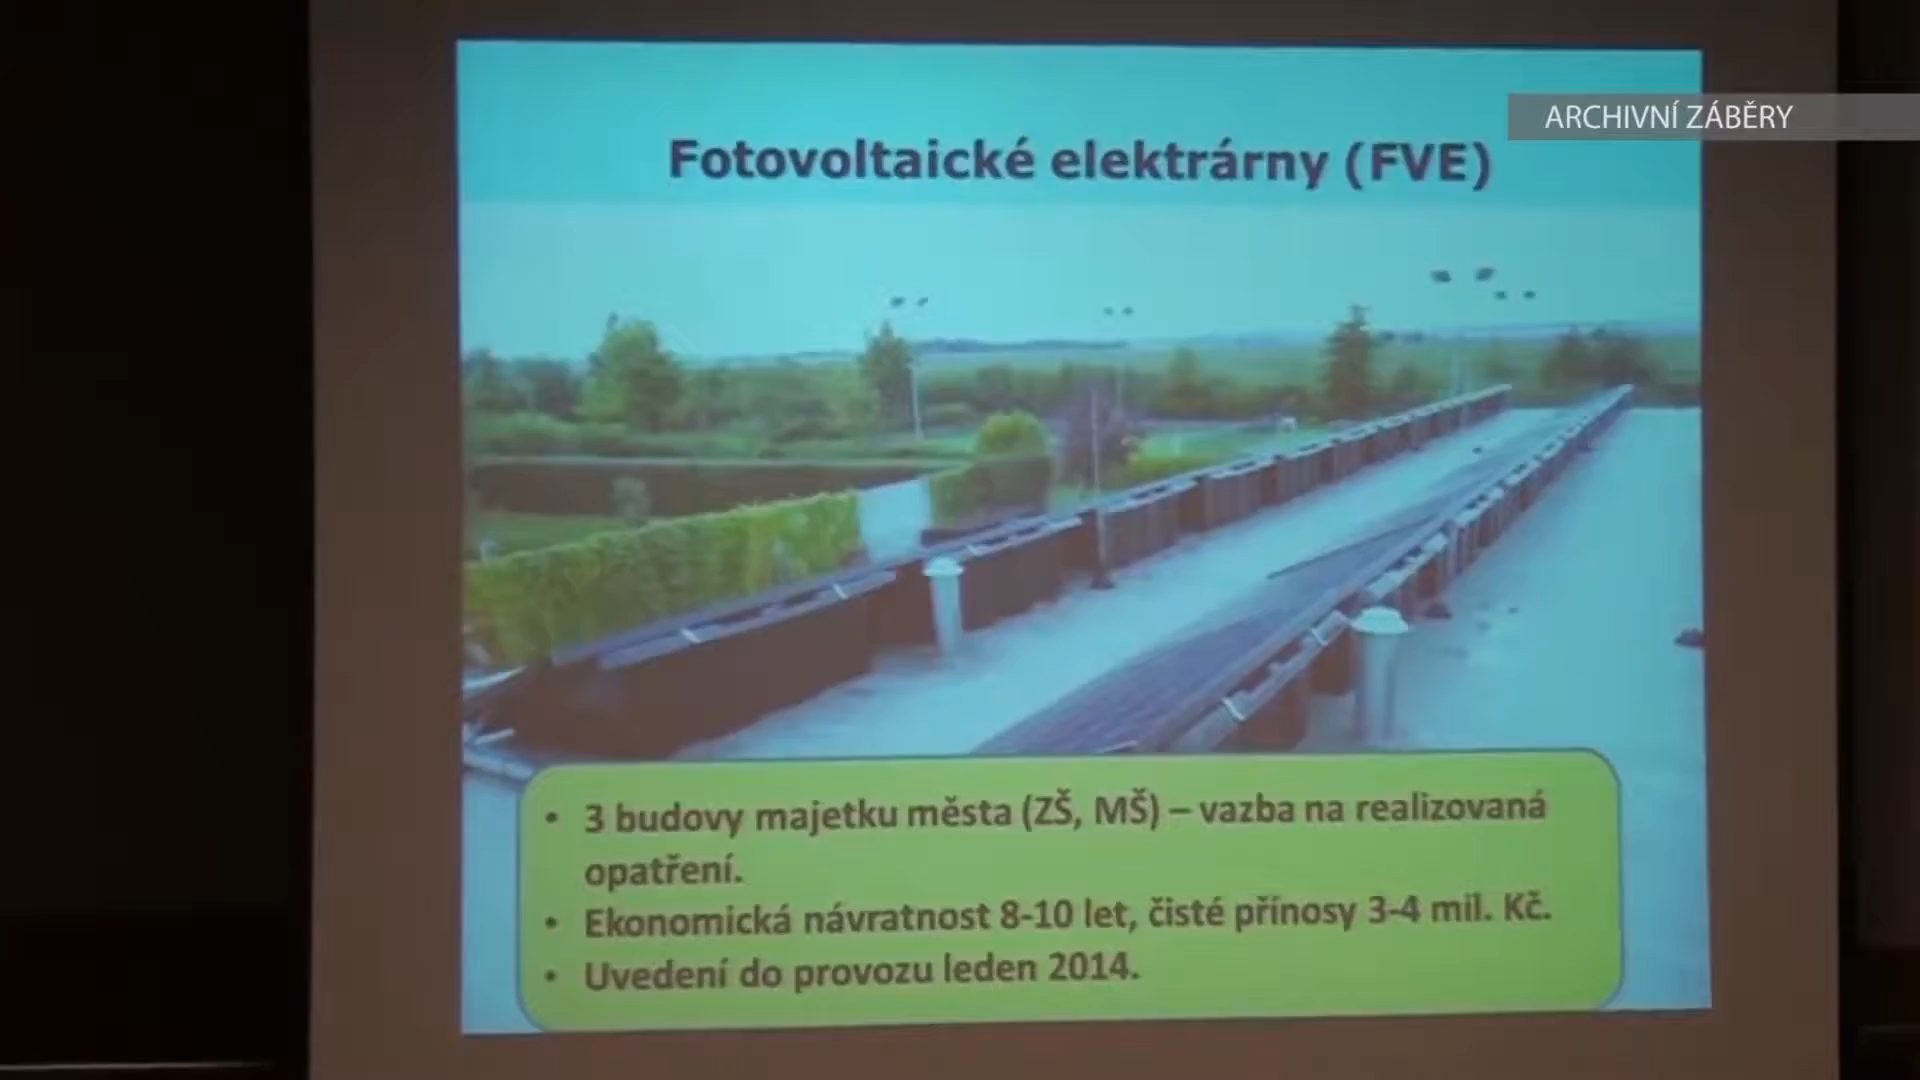 ARCHIVNÍ ZÁBĚRY
Fotovoltaické elektrárny (FVE)
• 3 budovy majetku města (ZŠ, MŠ) – vazba na realizovaná
opatření.
• Ekonomická návratnost 8-10 let, čisté přínosy 3-4 mil. Kč.
• Uvedení do provozu leden 2014.